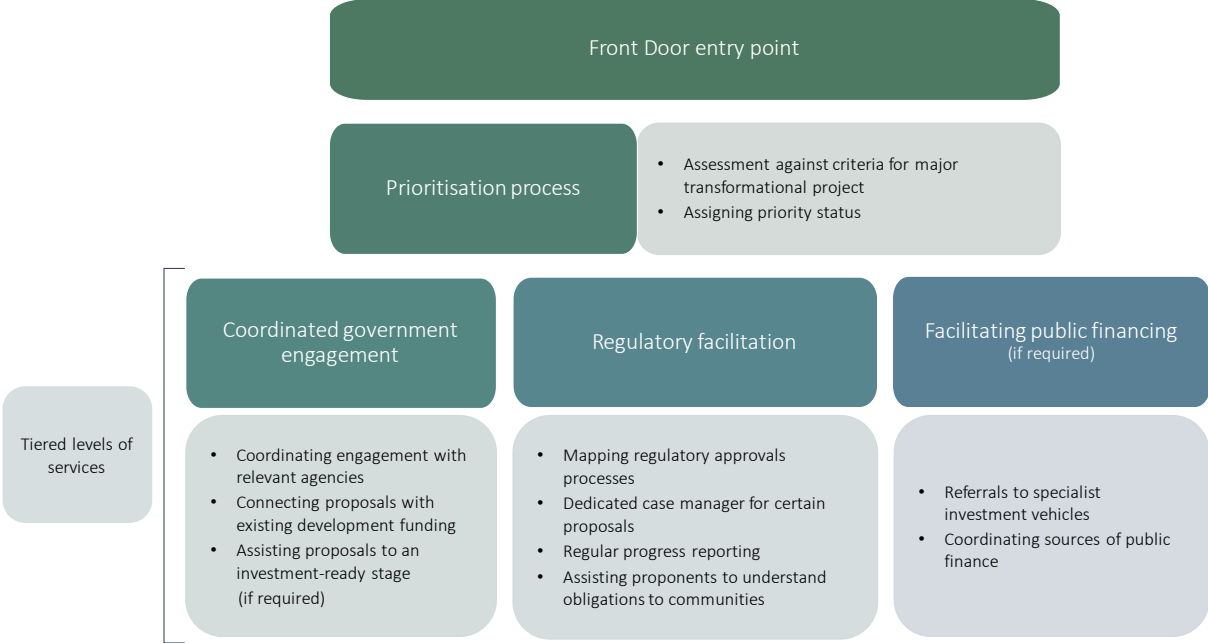 Front Door entry point
Prioritisation process
• Assessment against criteria for major
transformational project
• Assigning priority status
Tiered levels of
services
Coordinated government
engagement
• Coordinating engagement with
relevant agencies
• Connecting proposals with
existing development funding
• Assisting proposals to an
investment-ready stage
(if required)
Regulatory facilitation
• Mapping regulatory approvals
processes
• Dedicated case manager for certain
proposals
• Regular progress reporting
• Assisting proponents to understand
obligations to communities
Facilitating public financing
(if required)
• Referrals to specialist
investment vehicles
• Coordinating sources of public
finance